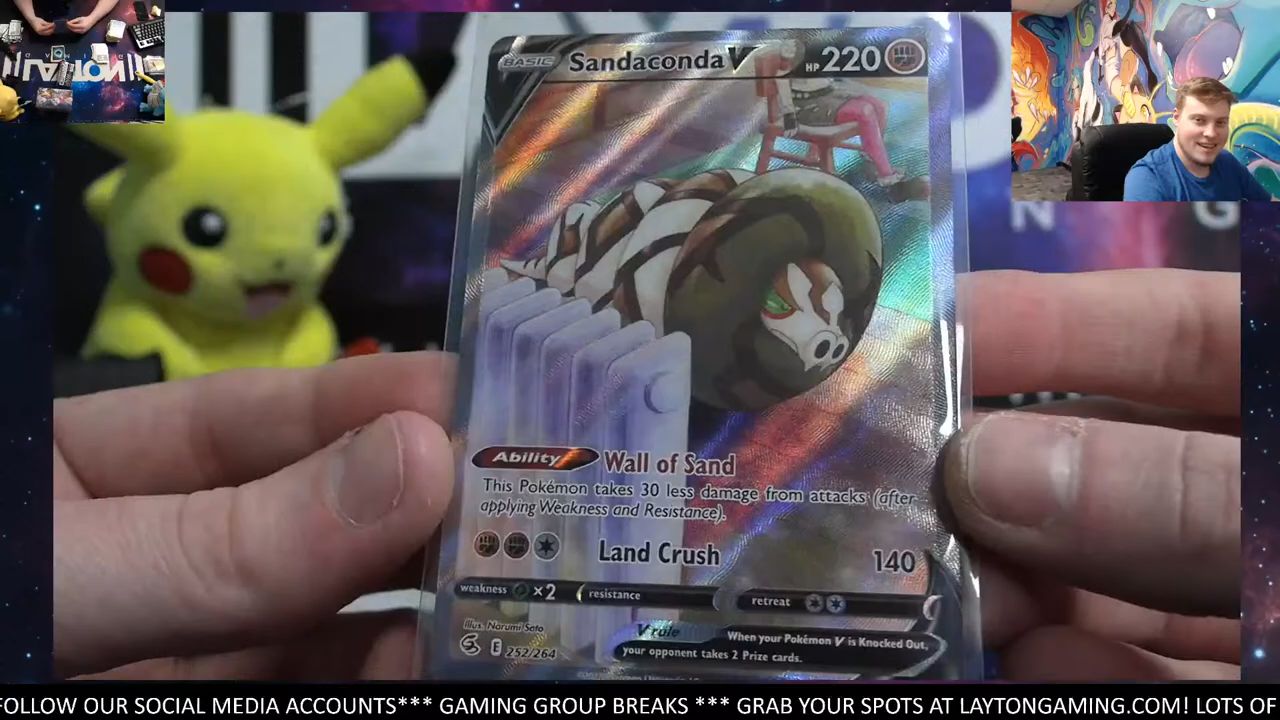 BASIC Sandaconda V HP 220
N G
Ability Wall of Sand
This Pokémon takes 30 less damage from attacks (after
applying Weakness and Resistance).
Land Crush 140
weakness ×2 resistance retreat
Illus. Narumi Sato
V rule When your Pokémon V is Knocked Out,
your opponent takes 2 Prize cards.
E 252/264
FOLLOW OUR SOCIAL MEDIA ACCOUNTS*** GAMING GROUP BREAKS *** GRAB YOUR SPOTS AT LAYTONGAMING.COM! LOTS OF